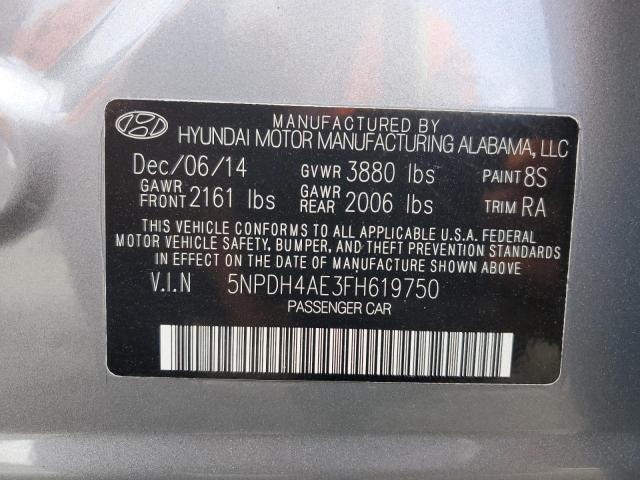 MANUFACTURED BY
HYUNDAI MOTOR MANUFACTURING ALABAMA, LLC
Dec/06/14 GVWR 3880 lbs PAINT 8S
GAWR FRONT 2161 lbs GAWR REAR 2006 lbs TRIM RA
THIS VEHICLE CONFORMS TO ALL APPLICABLE U.S.A. FEDERAL
MOTOR VEHICLE SAFETY, BUMPER, AND THEFT PREVENTION STANDARDS
IN EFFECT ON THE DATE OF MANUFACTURE SHOWN ABOVE.
V.I.N 5NPDH4AE3FH619750
PASSENGER CAR